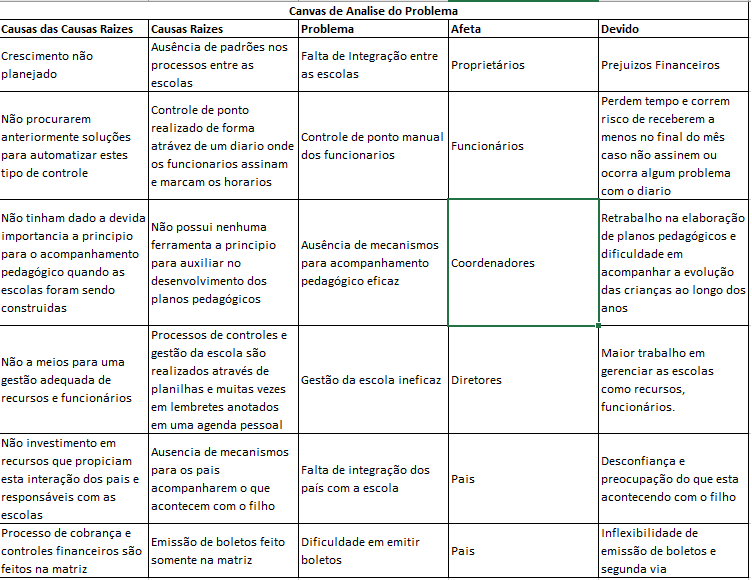 Canvas de Analise do Problema
Causas das Causas Raizes
Causas Raizes
Problema
Afeta
Devido
Crescimento não
planejado
Ausência de padrões nos
processos entre as
escolas
Falta de Integração entre
as escolas
Proprietários
Prejuizos Financeiros
Não procurarem
anteriormente soluções
para automatizar estes
tipo de controle
Controle de ponto
realizado de forma
atrávez de um diario onde
os funcionarios assinam
e marcam os horarios
Controle de ponto manual
dos funcionarios
Funcionários
Perdem tempo e correm
risco de receberem a
menos no final do mês
caso não assinem ou
ocorra algum problema
com o diario
Não tinham dado a devida
importancia a principio
para o acompanhamento
pedagógico quando as
escolas foram sendo
construidas
Não possui nenhuma
ferramenta a principio
para auxiliar no
desenvolvimento dos
planos pedagógicos
Ausência de mecanismos
para acompanhamento
pedagógico eficaz
Coordenadores
Retrabalho na elaboração
de planos pedagógicos e
dificuldade em
acompanhar a evolução
das crianças ao longo dos
anos
Não a meios para uma
gestão adequada de
recursos e funcionários
Processos de controles e
gestão da escola são
realizados através de
planilhas e muitas vezes
em lembretes anotados
em uma agenda pessoal
Gestão da escola ineficaz
Diretores
Maior trabalho em
gerenciar as escolas
como recursos,
funcionários.
Não investimento em
recursos que propiciam
esta interação dos pais e
responsáveis com as
escolas
Ausencia de mecanismos
para os pais
acompanharem o que
acontecem com o filho
Falta de integração dos
país com a escola
Pais
Desconfiança e
preocupação do que esta
acontecendo com o filho
Processo de cobrança e
controles financeiros são
feitos na matriz
Emissão de boletos feito
somente na matriz
Dificuldade em emitir
boletos
Pais
Inflexibilidade de
emissão de boletos e
segunda via